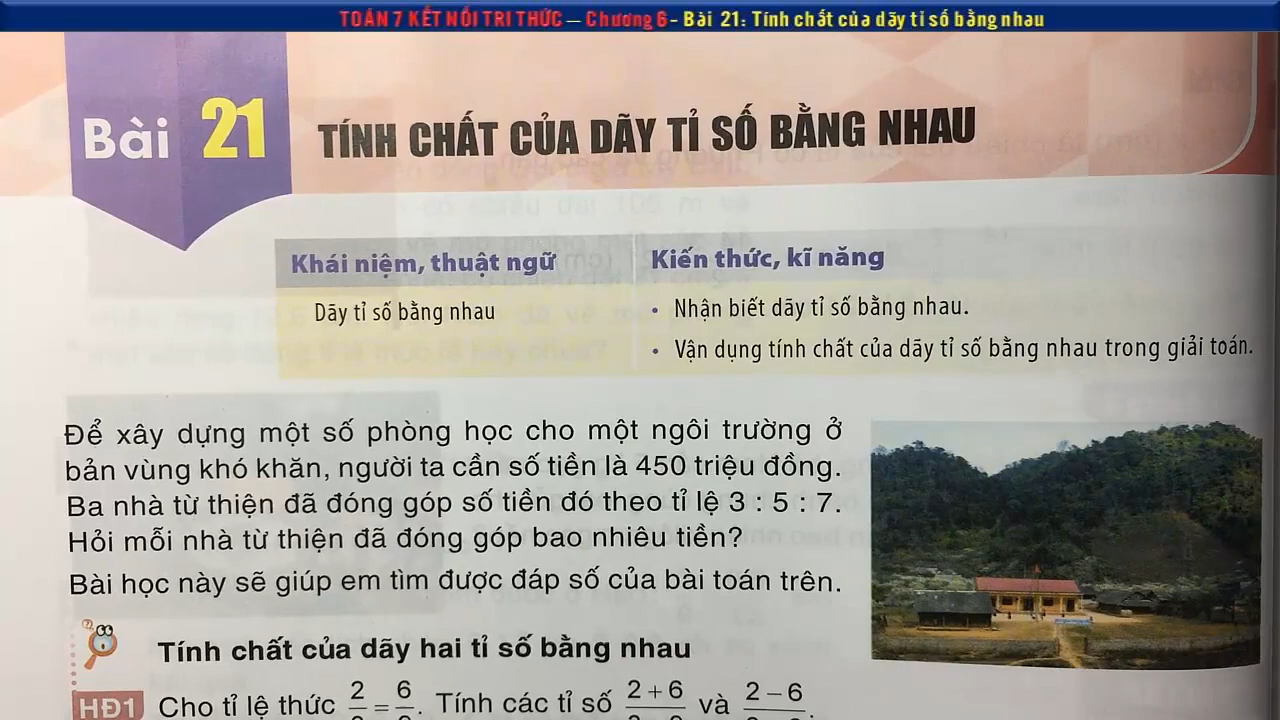 TOÁN 7 KẾT NỐI TRI THỨC – Chương 6 - Bài 21: Tính chất của dãy tỉ số bằng nhau
Bài 21
TÍNH CHẤT CỦA DÃY TỈ SỐ BẰNG NHAU
Khái niệm, thuật ngữ
Dãy tỉ số bằng nhau
Kiến thức, kĩ năng
• Nhận biết dãy tỉ số bằng nhau.
• Vận dụng tính chất của dãy tỉ số bằng nhau trong giải toán.
Để xây dựng một số phòng học cho một ngôi trường ở
bản vùng khó khăn, người ta cần số tiền là 450 triệu đồng.
Ba nhà từ thiện đã đóng góp số tiền đó theo tỉ lệ 3 : 5 : 7.
Hỏi mỗi nhà từ thiện đã đóng góp bao nhiêu tiền?
Bài học này sẽ giúp em tìm được đáp số của bài toán trên.
Tính chất của dãy hai tỉ số bằng nhau
HĐ1 Cho tỉ lệ thức 2 = 6. Tính các tỉ số 2+6 và 2−6.